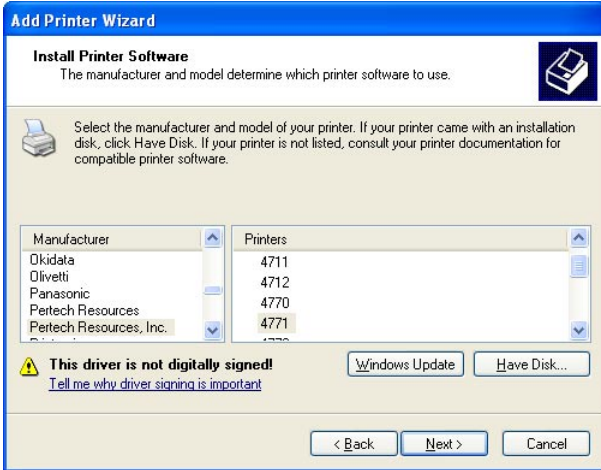 Add Printer Wizard
Install Printer Software
The manufacturer and model determine which printer software to use.
Select the manufacturer and model of your printer. If your printer came with an installation
disk, click Have Disk. If your printer is not listed, consult your printer documentation for
compatible printer software.
Manufacturer
Okidata
Olivetti
Panasonic
Pertech Resources
Pertech Resources, Inc.
Printers
4711
4712
4770
4771
This driver is not digitally signed!
Tell me why driver signing is important
Windows Update
Have Disk...
< Back
Next >
Cancel